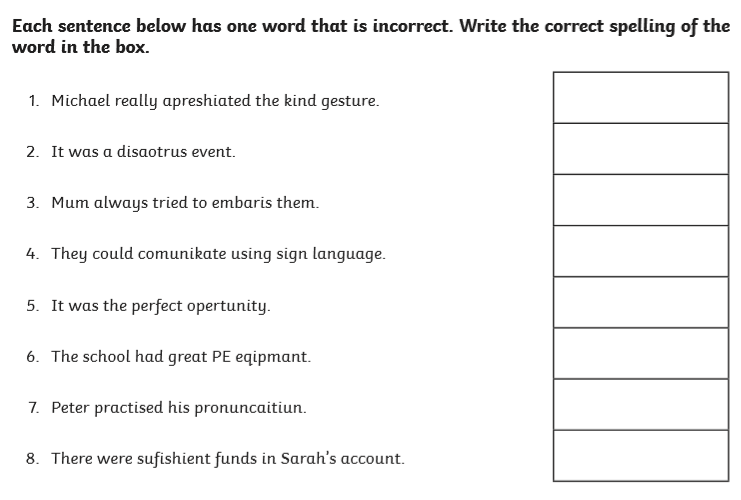 Each sentence below has one word that is incorrect. Write the correct spelling of the
word in the box.
1. Michael really apreshiated the kind gesture.
2. It was a disaotrus event.
3. Mum always tried to embaris them.
4. They could comunikate using sign language.
5. It was the perfect opertunity.
6. The school had great PE eqipmant.
7. Peter practised his pronuncaitiun.
8. There were sufishient funds in Sarah's account.